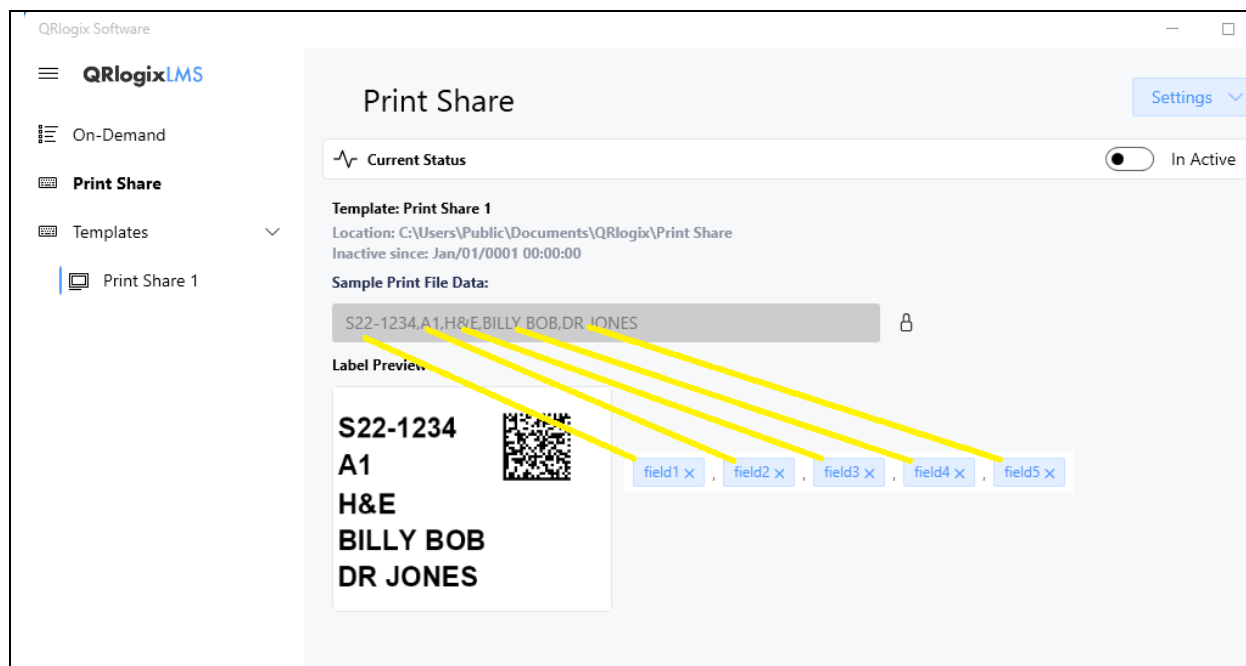 QRlogix Software
QRlogixLMS
On-Demand
Print Share
Templates
Print Share 1
Print Share
Settings
Current Status
In Active
Template: Print Share 1
Location: C:\Users\Public\Documents\QRlogix\Print Share
Inactive since: Jan/01/0001 00:00:00
Sample Print File Data:
S22-1234,A1,H&E,BILLY BOB,DR JONES
Label Preview
S22-1234
A1
H&E
BILLY BOB
DR JONES
field1 × , field2 × , field3 × , field4 × , field5 ×